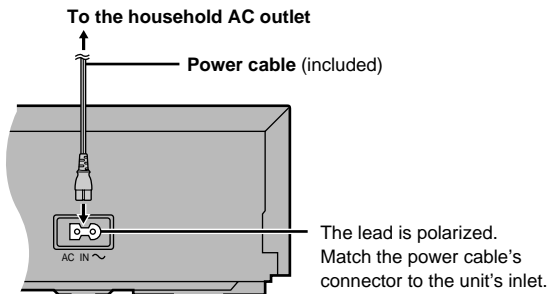 To the household AC outlet
Power cable (included)
AC IN ~
The lead is polarized.
Match the power cable's
connector to the unit's inlet.